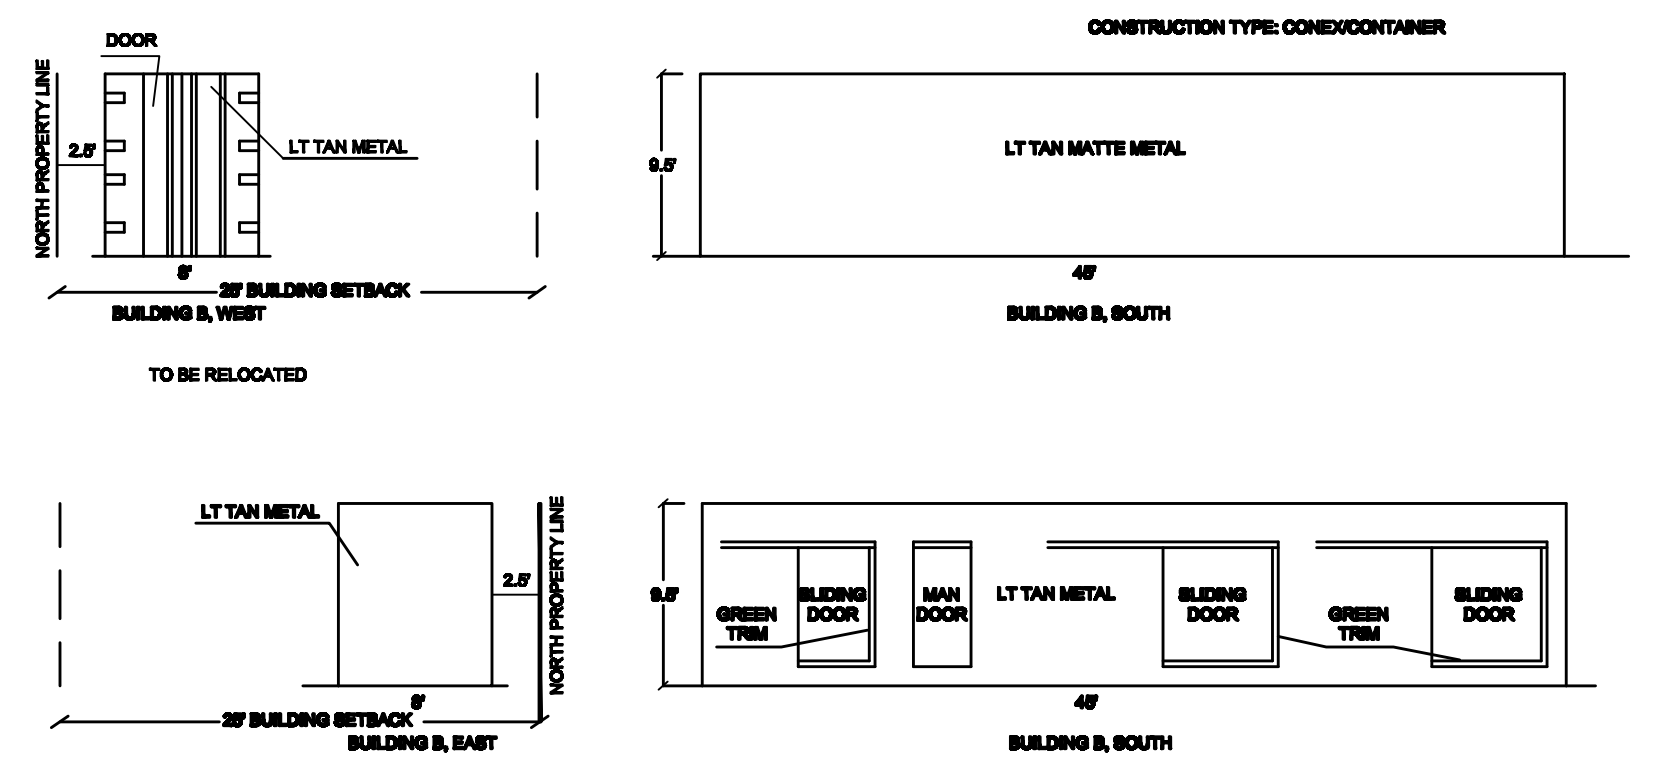 CONSTRUCTION TYPE: CONEX/CONTAINER
DOOR
NORTH PROPERTY LINE
2.5'
LT TAN METAL
8'
25' BUILDING SETBACK
BUILDING B, WEST
TO BE RELOCATED
9.5'
LT TAN MATTE METAL
45'
BUILDING B, SOUTH
LT TAN METAL
2.5'
NORTH PROPERTY LINE
8'
25' BUILDING SETBACK
BUILDING B, EAST
9.5'
GREEN
TRIM
SLIDING
DOOR
MAN
DOOR
LT TAN METAL
SLIDING
DOOR
GREEN
TRIM
SLIDING
DOOR
45'
BUILDING B, SOUTH